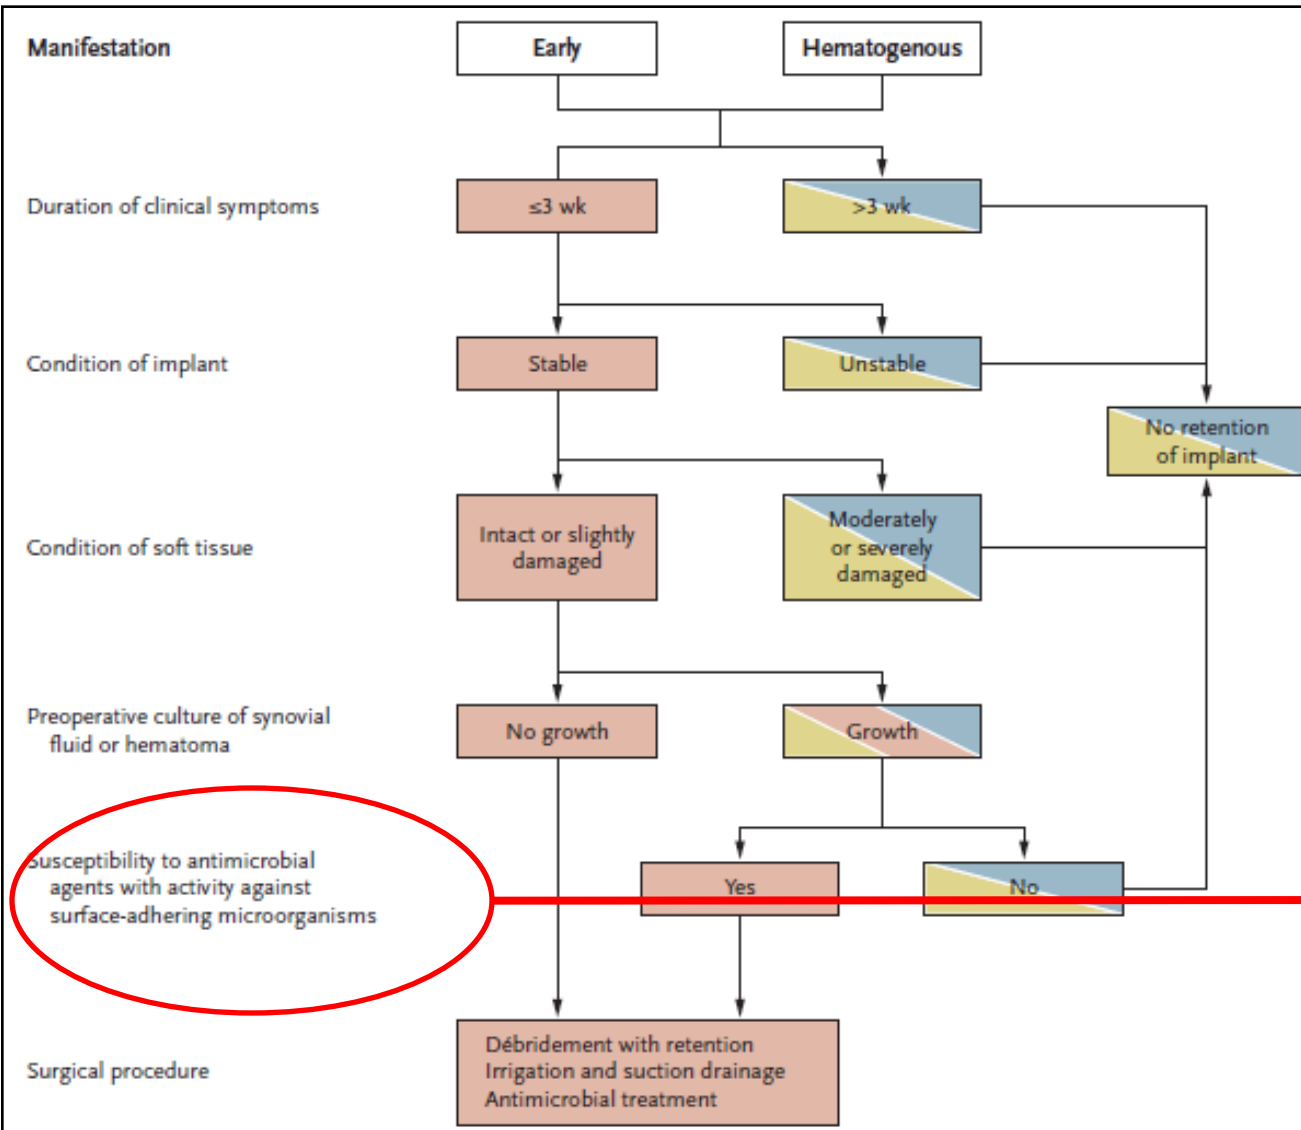 Manifestation
Early
Hematogenous
Duration of clinical symptoms
≤3 wk
>3 wk
Condition of implant
Stable
Unstable
No retention
of implant
Condition of soft tissue
Intact or slightly
damaged
Moderately
or severely
damaged
Preoperative culture of synovial
fluid or hematoma
No growth
Growth
Susceptibility to antimicrobial
agents with activity against
surface-adhering microorganisms
Yes
No
Surgical procedure
Débridement with retention
Irrigation and suction drainage
Antimicrobial treatment